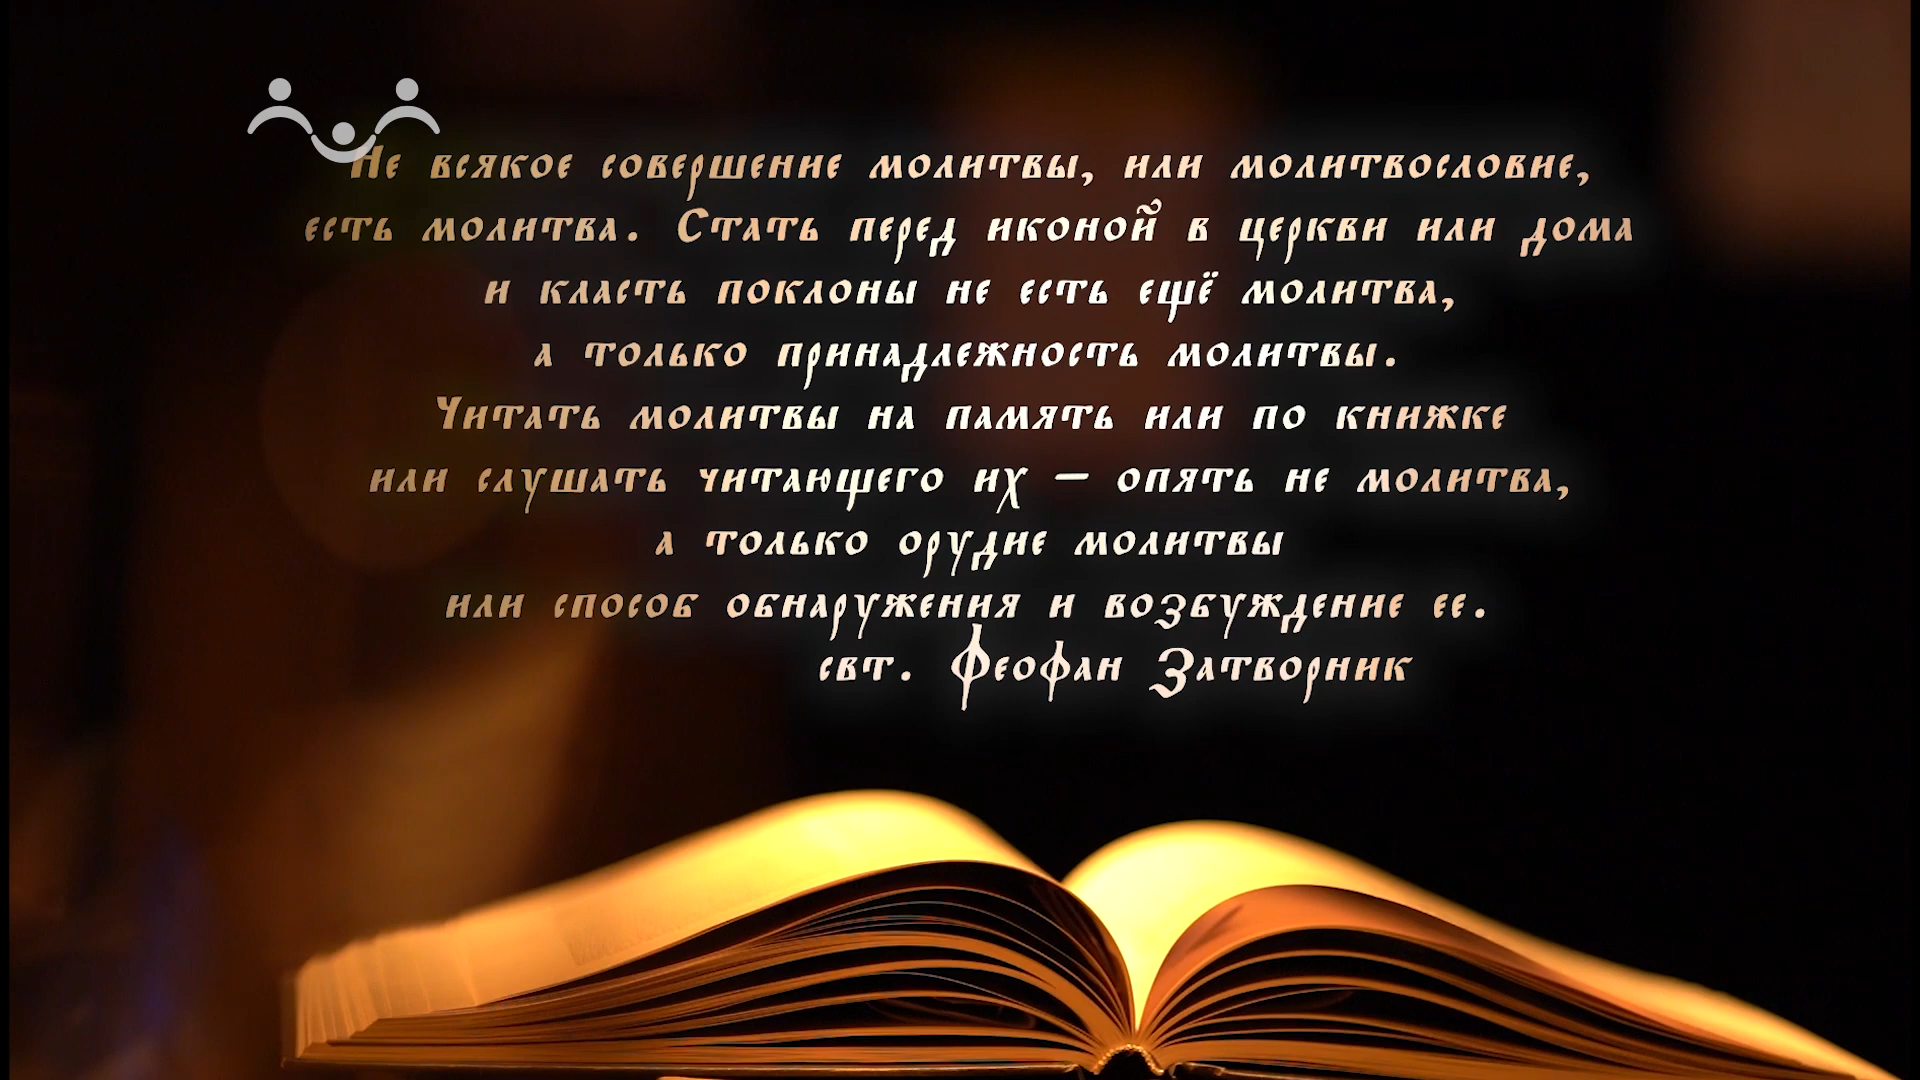 Не всякое совершение молитвы, или молитвословие,
есть молитва. Стать перед иконой в церкви или дома
и класть поклоны не есть ещё молитва,
а только принадлежность молитвы.
Читать молитвы на память или по книжке
или слушать читающего их – опять не молитва,
а только орудие молитвы
или способ обнаружения и возбуждение ее.
свт. Феофан Затворник